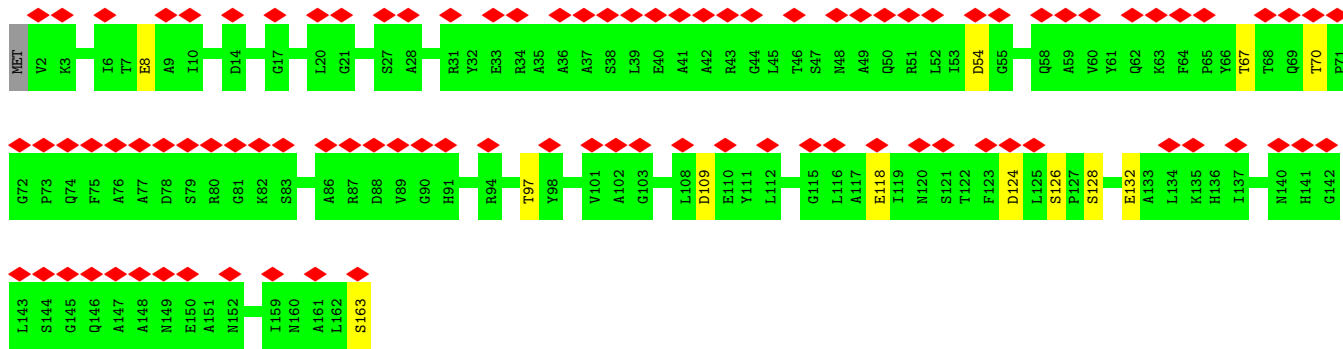 MET V2 K3 I6 T7 E8 A9 I10 D14 G17 L20 G21 S27 A28 R31 Y32 E33 R34 A35 A36 A37 S38 L39 E40 A41 A42 R43 G44 L45 T46 S47 N48 A49 Q50 R51 L52 I53 D54 G55 Q58 A59 V60 Y61 Q62 K63 F64 P65 Y66 T67 T68 Q69 T70 P71
G72 P73 Q74 F75 A76 A77 D78 S79 R80 G81 K82 S83 A86 R87 D88 V89 G90 H91 R94 T97 Y98 V101 A102 G103 L108 D109 E110 Y111 L112 G115 L116 A117 E118 I119 N120 S121 T122 F123 D124 L125 S126 P127 S128 E132 A133 L134 K135 H136 I137 N140 H141 G142
L143 S144 G145 Q146 A147 A148 N149 E150 A151 N152 I159 N160 A161 L162 S163